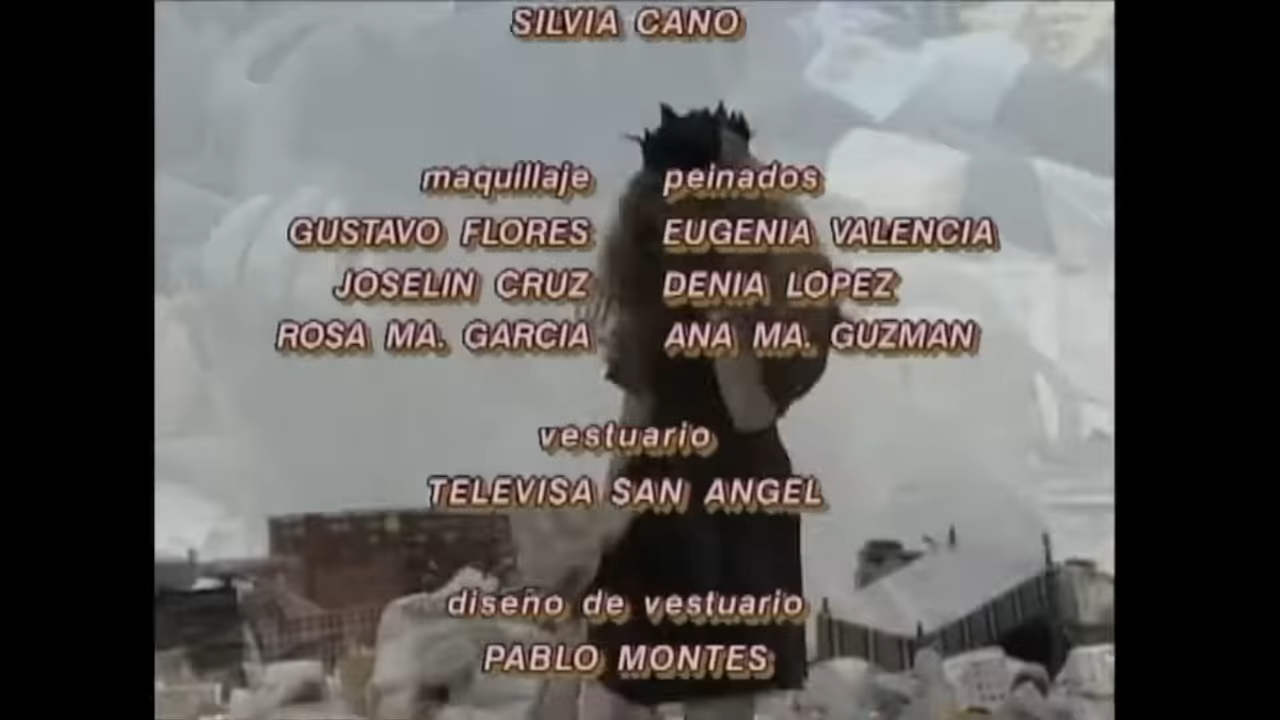 SILVIA CANO
maquillaje peinados
GUSTAVO FLORES EUGENIA VALENCIA
JOSELIN CRUZ DENIA LOPEZ
ROSA MA. GARCIA ANA MA. GUZMAN
vestuario
TELEVISA SAN ANGEL
diseño de vestuario
PABLO MONTES